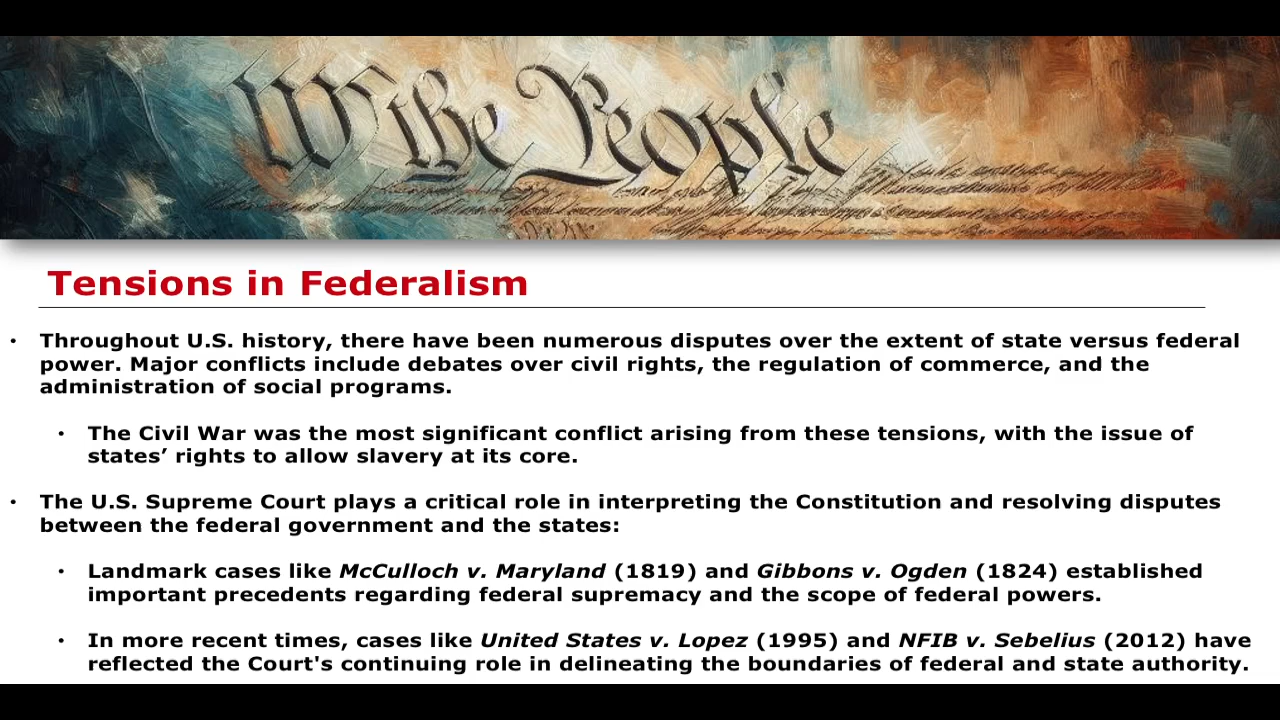 We the People
Tensions in Federalism
• Throughout U.S. history, there have been numerous disputes over the extent of state versus federal
power. Major conflicts include debates over civil rights, the regulation of commerce, and the
administration of social programs.
• The Civil War was the most significant conflict arising from these tensions, with the issue of
states’ rights to allow slavery at its core.
• The U.S. Supreme Court plays a critical role in interpreting the Constitution and resolving disputes
between the federal government and the states:
• Landmark cases like McCulloch v. Maryland (1819) and Gibbons v. Ogden (1824) established
important precedents regarding federal supremacy and the scope of federal powers.
• In more recent times, cases like United States v. Lopez (1995) and NFIB v. Sebelius (2012) have
reflected the Court's continuing role in delineating the boundaries of federal and state authority.